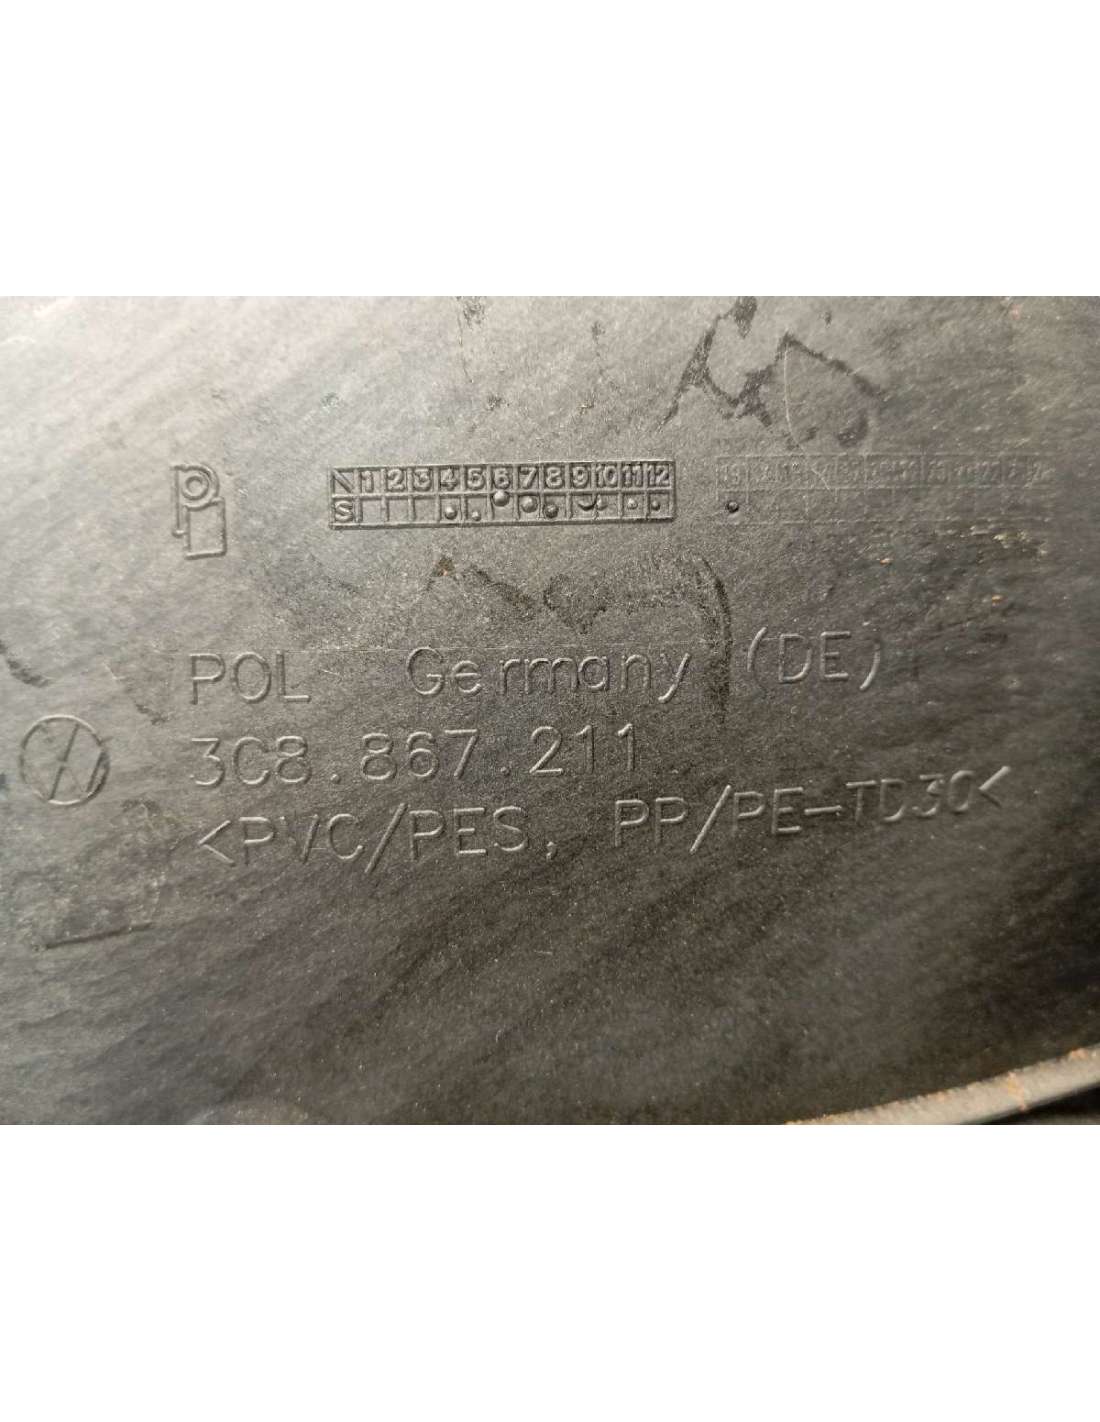 1 2 3 4 5 6 7 8 9 10 11 12
S
POL Germany (DE)
3C8.867.211
<PVC/PES, PP/PE-TD30<